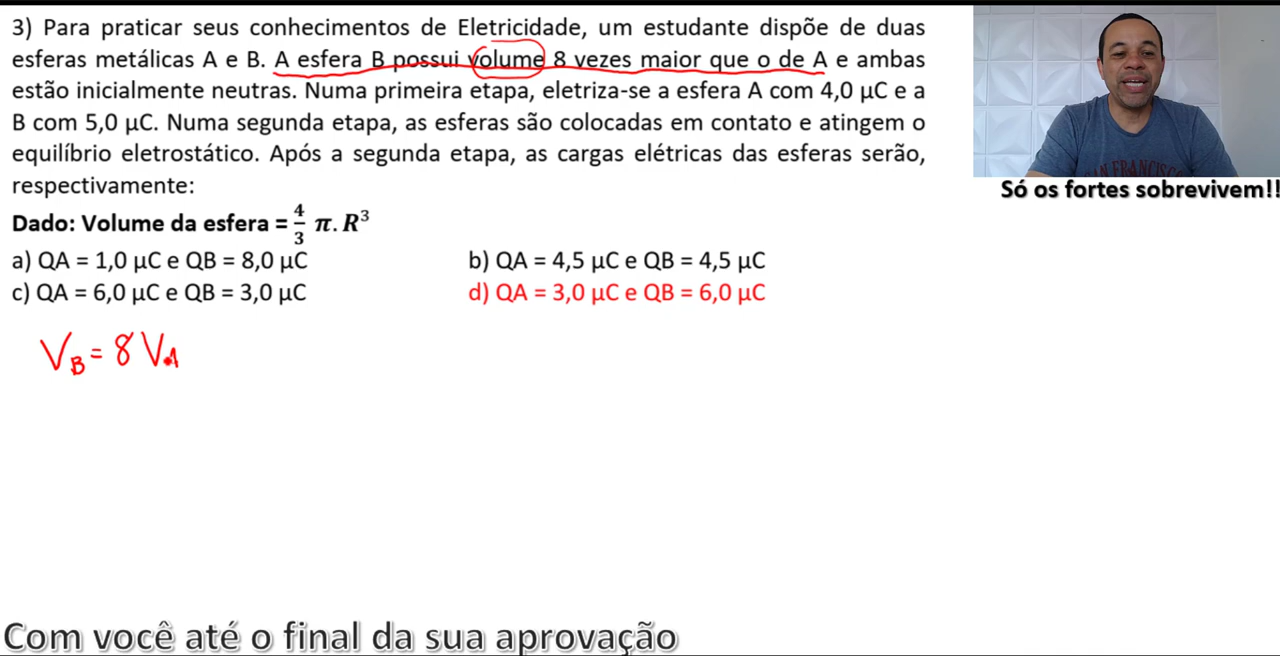 3) Para praticar seus conhecimentos de Eletricidade, um estudante dispõe de duas
esferas metálicas A e B. A esfera B possui volume 8 vezes maior que o de A e ambas
estão inicialmente neutras. Numa primeira etapa, eletriza-se a esfera A com 4,0 µC e a
B com 5,0 µC. Numa segunda etapa, as esferas são colocadas em contato e atingem o
equilíbrio eletrostático. Após a segunda etapa, as cargas elétricas das esferas serão,
respectivamente:
Dado: Volume da esfera = 4/3 π. R³
a) QA = 1,0 µC e QB = 8,0 µC
b) QA = 4,5 µC e QB = 4,5 µC
c) QA = 6,0 µC e QB = 3,0 µC
d) QA = 3,0 µC e QB = 6,0 µC
V_B = 8 V_A
SAN FRANCISCO
Só os fortes sobrevivem!!
Com você até o final da sua aprovação